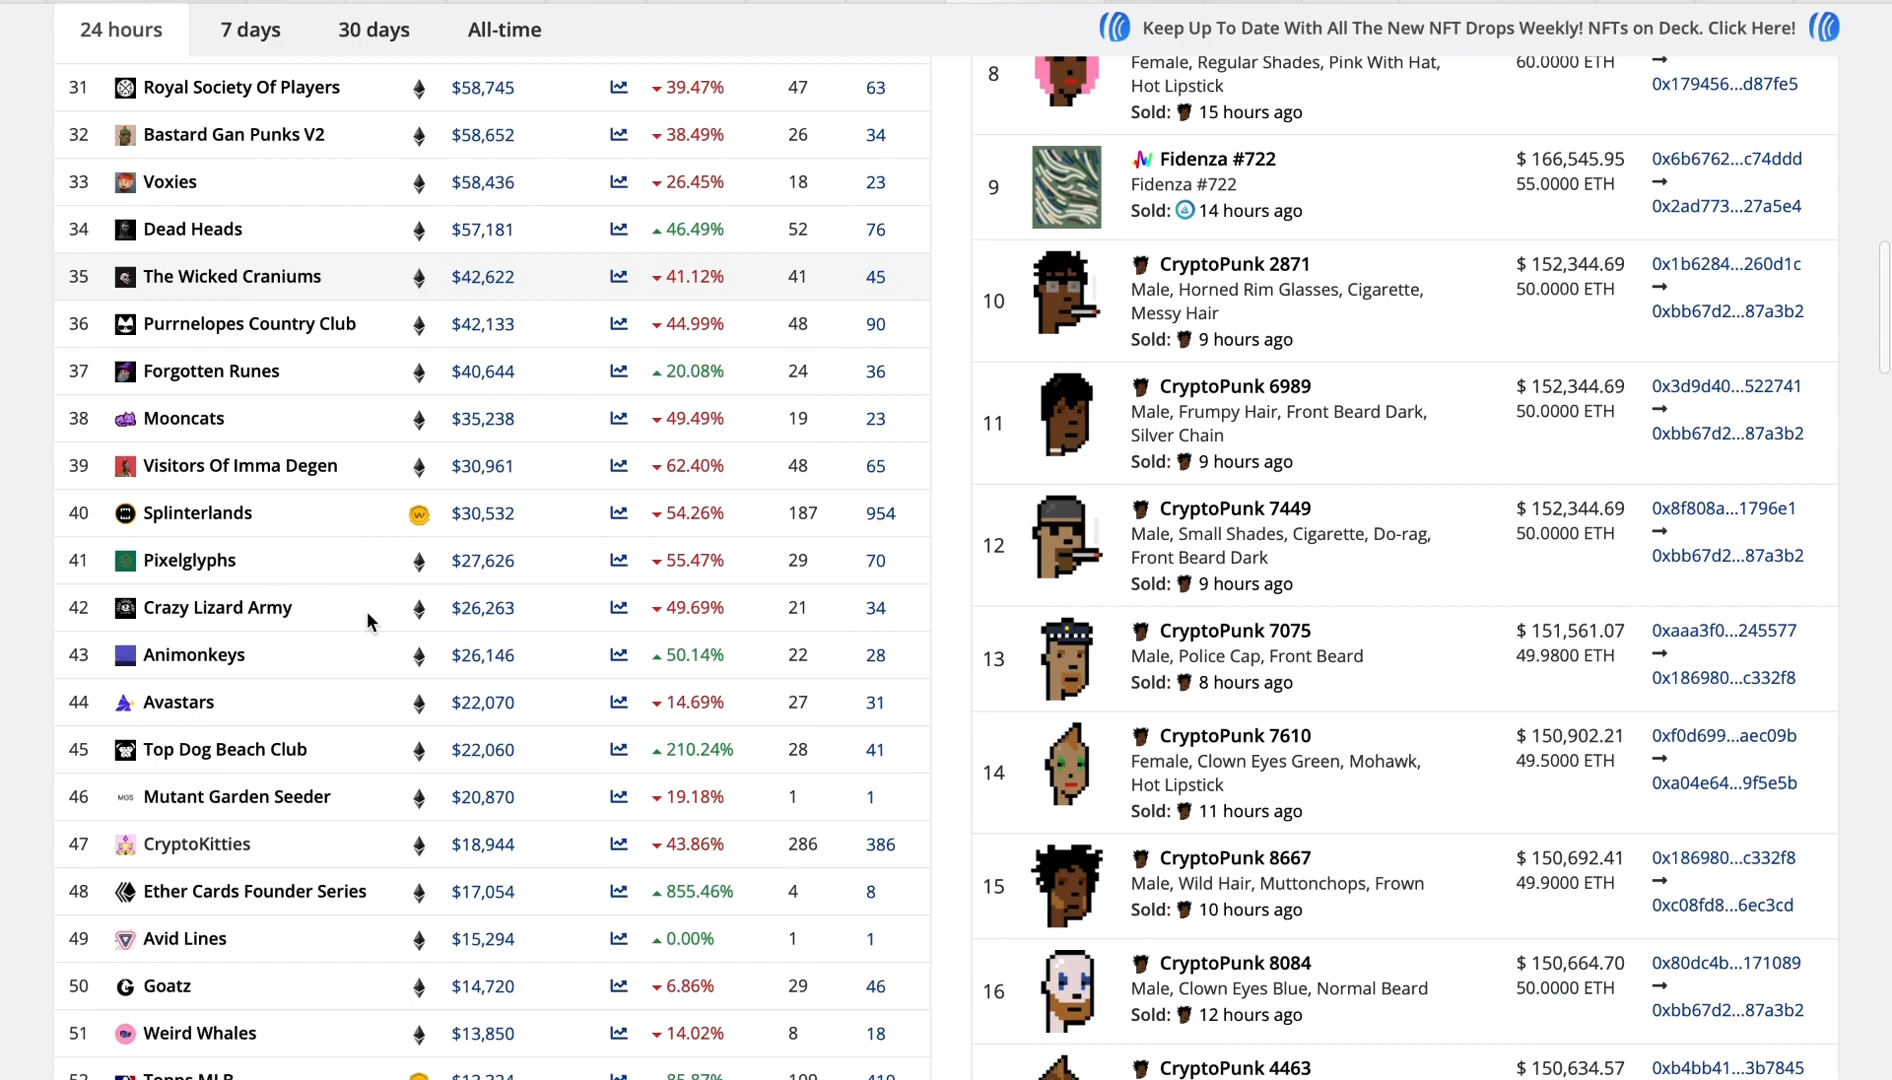 24 hours 7 days 30 days All-time
Keep Up To Date With All The New NFT Drops Weekly! NFTs on Deck. Click Here!
31 Royal Society Of Players $58,745 39.47% 47 63
32 Bastard Gan Punks V2 $58,652 38.49% 26 34
33 Voxies $58,436 26.45% 18 23
34 Dead Heads $57,181 46.49% 52 76
35 The Wicked Craniums $42,622 41.12% 41 45
36 Purrnelopes Country Club $42,133 44.99% 48 90
37 Forgotten Runes $40,644 20.08% 24 36
38 Mooncats $35,238 49.49% 19 23
39 Visitors Of Imma Degen $30,961 62.40% 48 65
40 Splinterlands $30,532 54.26% 187 954
41 Pixelglyphs $27,626 55.47% 29 70
42 Crazy Lizard Army $26,263 49.69% 21 34
43 Animonkeys $26,146 50.14% 22 28
44 Avastars $22,070 14.69% 27 31
45 Top Dog Beach Club $22,060 210.24% 28 41
46 MGS Mutant Garden Seeder $20,870 19.18% 1 1
47 CryptoKitties $18,944 43.86% 286 386
48 Ether Cards Founder Series $17,054 855.46% 4 8
49 Avid Lines $15,294 0.00% 1 1
50 Goatz $14,720 6.86% 29 46
51 Weird Whales $13,850 14.02% 8 18
8 Female, Regular Shades, Pink With Hat, 60.0000 ETH →
Hot Lipstick 0x179456...d87fe5
Sold: 15 hours ago
Fidenza #722 $ 166,545.95 0x6b6762...c74ddd
9 Fidenza #722 55.0000 ETH →
Sold: 14 hours ago 0x2ad773...27a5e4
CryptoPunk 2871 $ 152,344.69 0x1b6284...260d1c
10 Male, Horned Rim Glasses, Cigarette, 50.0000 ETH →
Messy Hair 0xbb67d2...87a3b2
Sold: 9 hours ago
CryptoPunk 6989 $ 152,344.69 0x3d9d40...522741
11 Male, Frumpy Hair, Front Beard Dark, 50.0000 ETH →
Silver Chain 0xbb67d2...87a3b2
Sold: 9 hours ago
CryptoPunk 7449 $ 152,344.69 0x8f808a...1796e1
12 Male, Small Shades, Cigarette, Do-rag, 50.0000 ETH →
Front Beard Dark 0xbb67d2...87a3b2
Sold: 9 hours ago
CryptoPunk 7075 $ 151,561.07 0xaaa3f0...245577
13 Male, Police Cap, Front Beard 49.9800 ETH →
Sold: 8 hours ago 0x186980...c332f8
CryptoPunk 7610 $ 150,902.21 0xf0d699...aec09b
14 Female, Clown Eyes Green, Mohawk, 49.5000 ETH →
Hot Lipstick 0xa04e64...9f5e5b
Sold: 11 hours ago
CryptoPunk 8667 $ 150,692.41 0x186980...c332f8
15 Male, Wild Hair, Muttonchops, Frown 49.9000 ETH →
Sold: 10 hours ago 0xc08fd8...6ec3cd
CryptoPunk 8084 $ 150,664.70 0x80dc4b...171089
16 Male, Clown Eyes Blue, Normal Beard 50.0000 ETH →
Sold: 12 hours ago 0xbb67d2...87a3b2
CryptoPunk 4463 $ 150,634.57 0xb4bb41...3b7845